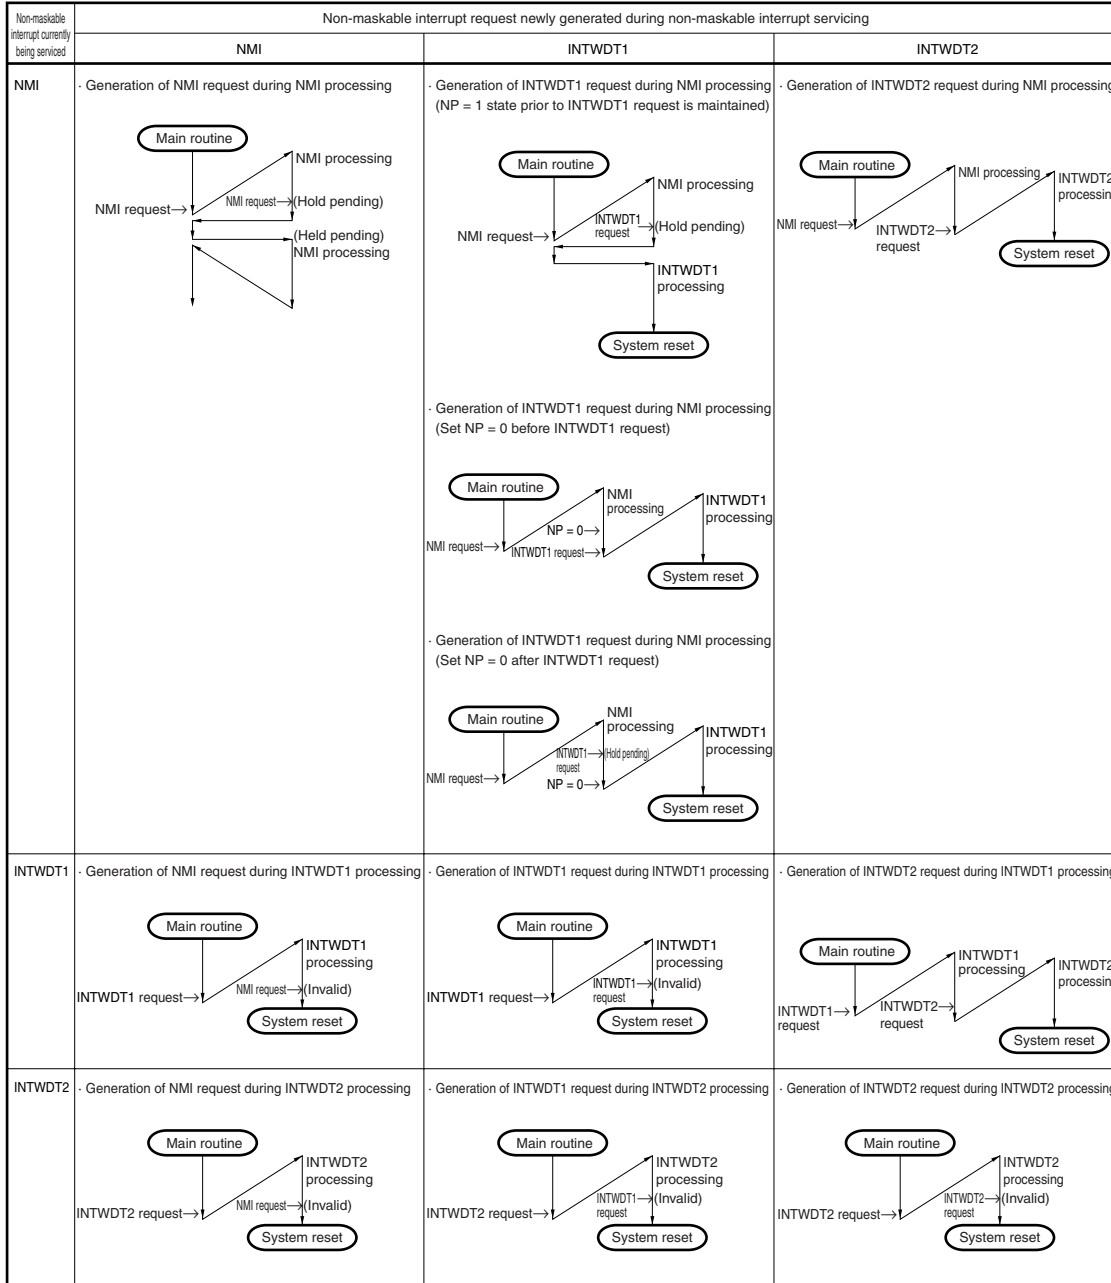 Non-maskable
interrupt currently
being serviced
Non-maskable interrupt request newly generated during non-maskable interrupt servicing
NMI
INTWDT1
INTWDT2
NMI
· Generation of NMI request during NMI processing
Main routine
NMI processing
NMI request→
NMI request→(Hold pending)
(Held pending)
NMI processing
· Generation of INTWDT1 request during NMI processing
(NP = 1 state prior to INTWDT1 request is maintained)
Main routine
NMI processing
NMI request→
INTWDT1
request →(Hold pending)
INTWDT1
processing
System reset
· Generation of INTWDT1 request during NMI processing
(Set NP = 0 before INTWDT1 request)
Main routine
NMI
processing
INTWDT1
processing
NP = 0→
NMI request→
INTWDT1 request→
System reset
· Generation of INTWDT1 request during NMI processing
(Set NP = 0 after INTWDT1 request)
Main routine
NMI
processing
INTWDT1
processing
INTWDT1→(Hold pending)
request
NMI request→
NP = 0→
System reset
· Generation of INTWDT2 request during NMI processing
Main routine
NMI processing
INTWDT2
processin
NMI request→
INTWDT2→
request
System reset
INTWDT1
· Generation of NMI request during INTWDT1 processing
Main routine
INTWDT1
processing
INTWDT1 request→
NMI request→(Invalid)
System reset
· Generation of INTWDT1 request during INTWDT1 processing
Main routine
INTWDT1
processing
INTWDT1 request→
INTWDT1→(Invalid)
request
System reset
· Generation of INTWDT2 request during INTWDT1 processing
Main routine
INTWDT1
processing
INTWDT2
processin
INTWDT1→
request
INTWDT2→
request
System reset
INTWDT2
· Generation of NMI request during INTWDT2 processing
Main routine
INTWDT2
processing
INTWDT2 request→
NMI request→(Invalid)
System reset
· Generation of INTWDT1 request during INTWDT2 processing
Main routine
INTWDT2
processing
INTWDT2 request→
INTWDT1→(Invalid)
request
System reset
· Generation of INTWDT2 request during INTWDT2 processing
Main routine
INTWDT2
processing
INTWDT2 request→
INTWDT2→(Invalid)
request
System reset